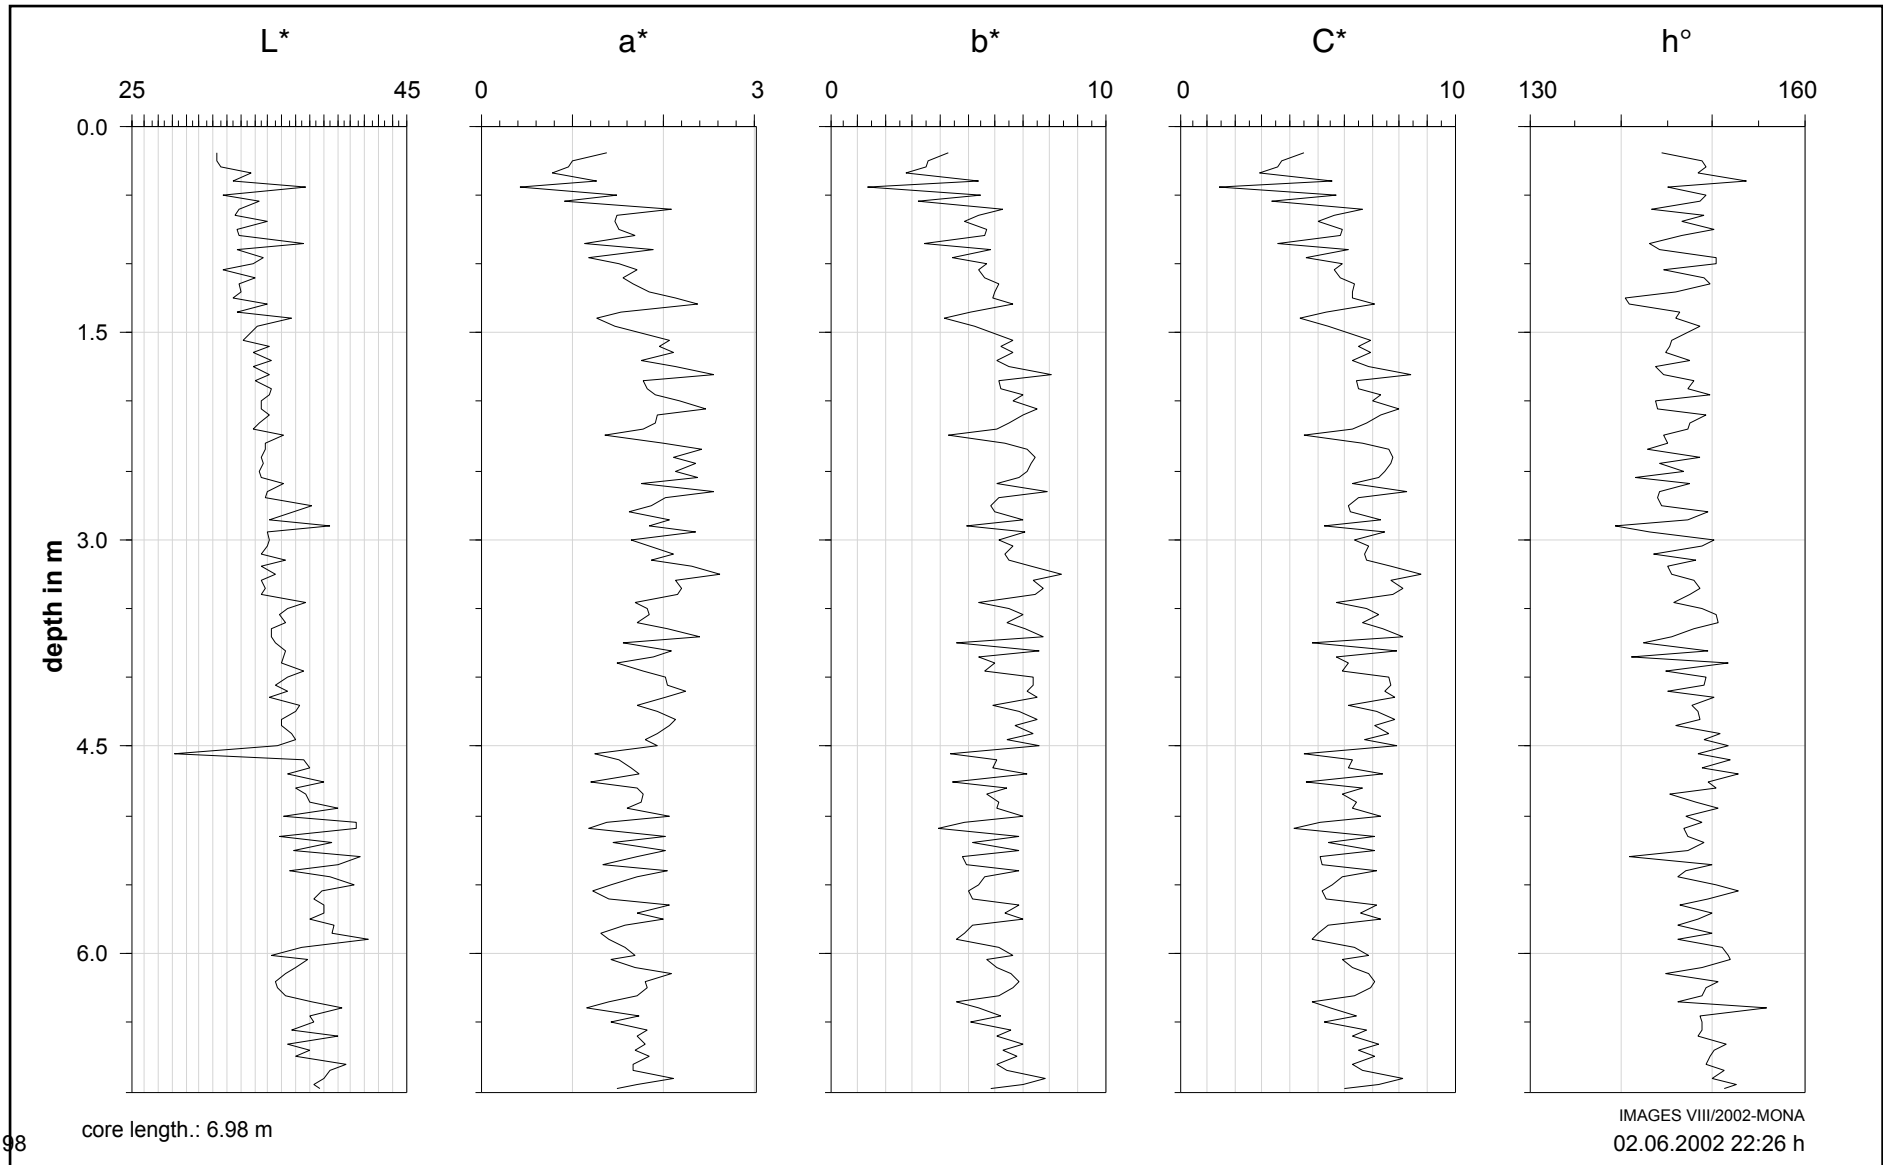 L* a* b* C* h°
25 45 0 3 0 10 0 10 130 160
0.0
1.5
3.0
4.5
6.0
depth in m
core length.: 6.98 m
IMAGES VIII/2002-MONA
98
02.06.2002 22:26 h